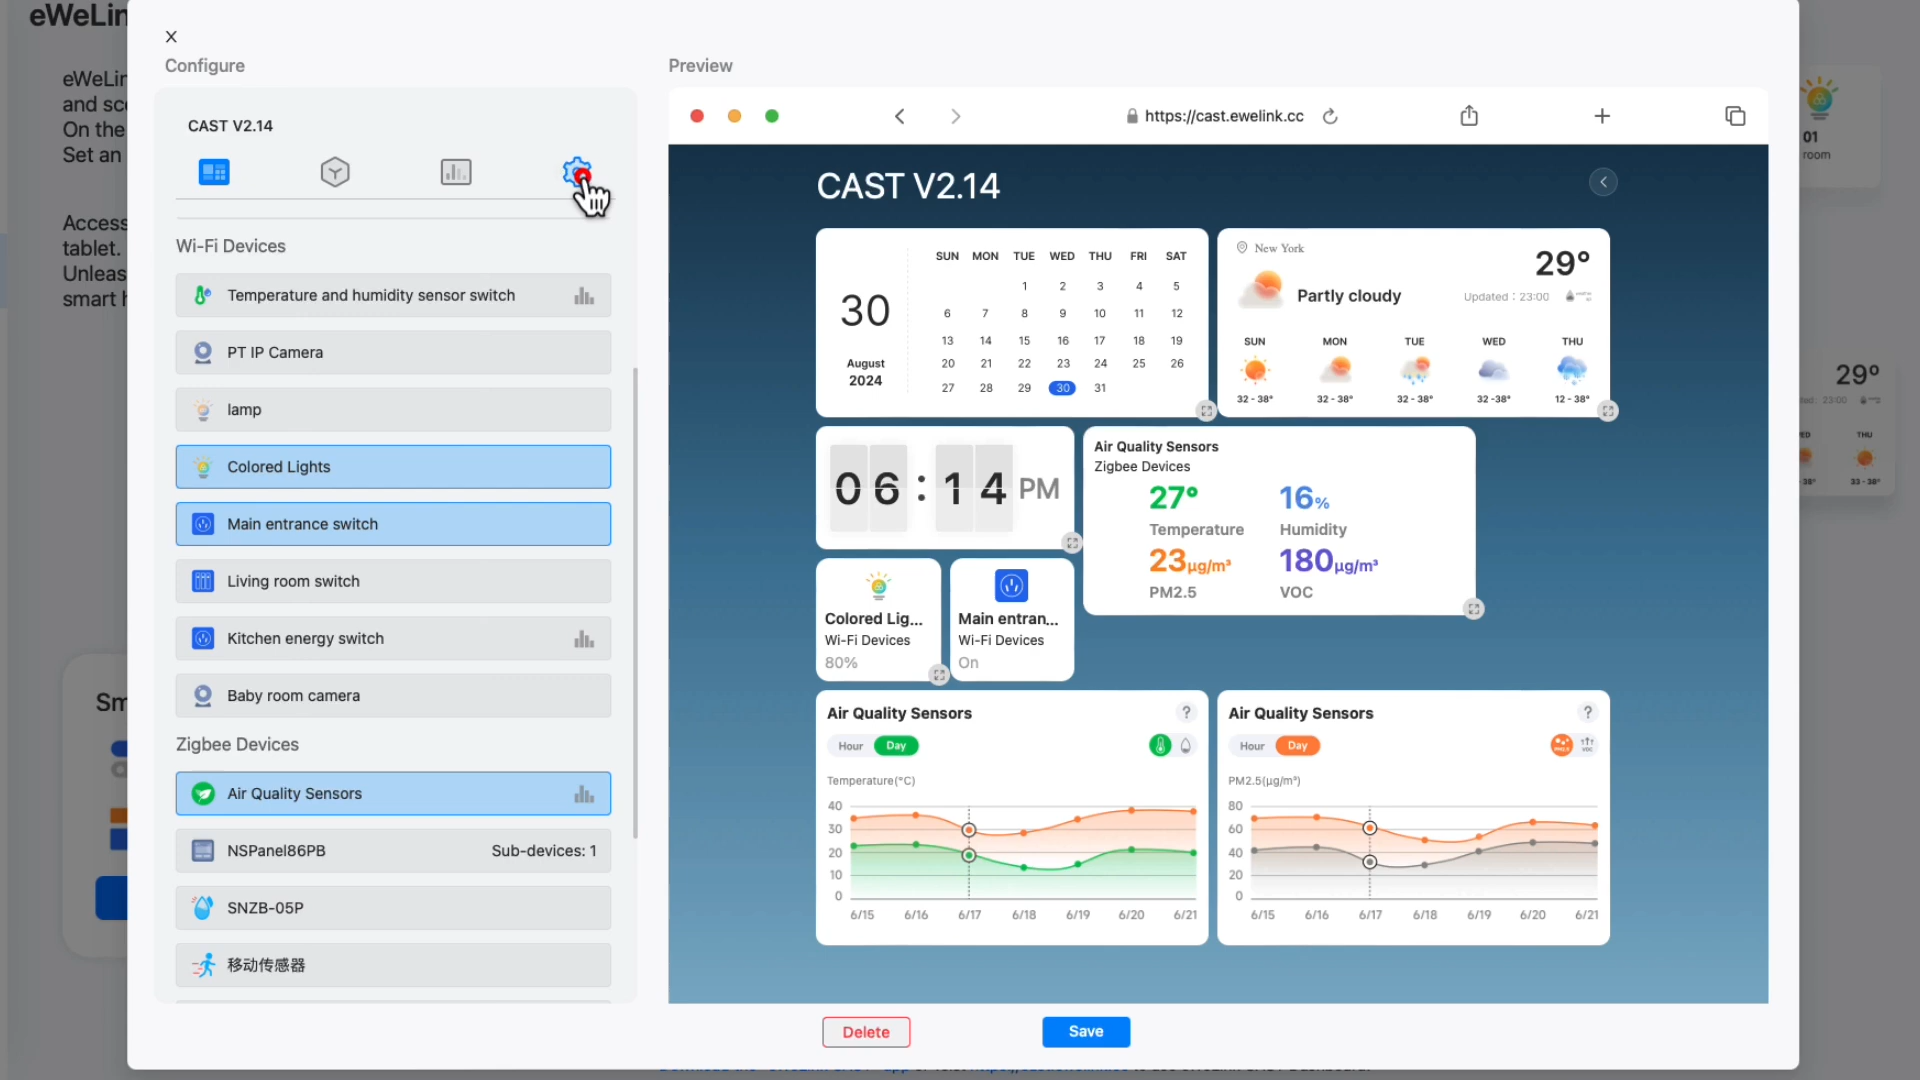 eWeLin
eWeLin
and sce
On the
Set an
Access
tablet.
Unleas
smart h
Sm
X
Configure
CAST V2.14
Wi-Fi Devices
Temperature and humidity sensor switch
PT IP Camera
lamp
Colored Lights
Main entrance switch
Living room switch
Kitchen energy switch
Baby room camera
Zigbee Devices
Air Quality Sensors
NSPanel86PB Sub-devices: 1
SNZB-05P
移动传感器
Preview
https://cast.ewelink.cc
CAST V2.14
30
August
2024
SUN MON TUE WED THU FRI SAT
1 2 3 4 5
6 7 8 9 10 11 12
13 14 15 16 17 18 19
20 21 22 23 24 25 26
27 28 29 30 31
New York
29°
Partly cloudy
Updated : 23:00
SUN MON TUE WED THU
32 - 38° 32 - 38° 32 - 38° 32 -38° 12 - 38°
06 : 14 PM
Air Quality Sensors
Zigbee Devices
27° 16%
Temperature Humidity
23μg/m³ 180μg/m³
PM2.5 VOC
Colored Lig...
Wi-Fi Devices
80%
Main entran...
Wi-Fi Devices
On
Air Quality Sensors ?
Hour Day
Temperature(°C)
40
30
20
10
0
6/15 6/16 6/17 6/18 6/19 6/20 6/21
Air Quality Sensors ?
Hour Day
VOC
PM2.5(μg/m³)
80
60
40
20
0
6/15 6/16 6/17 6/18 6/19 6/20 6/21
Delete
Save
01
room
29°
23:00
THU
33 - 38°